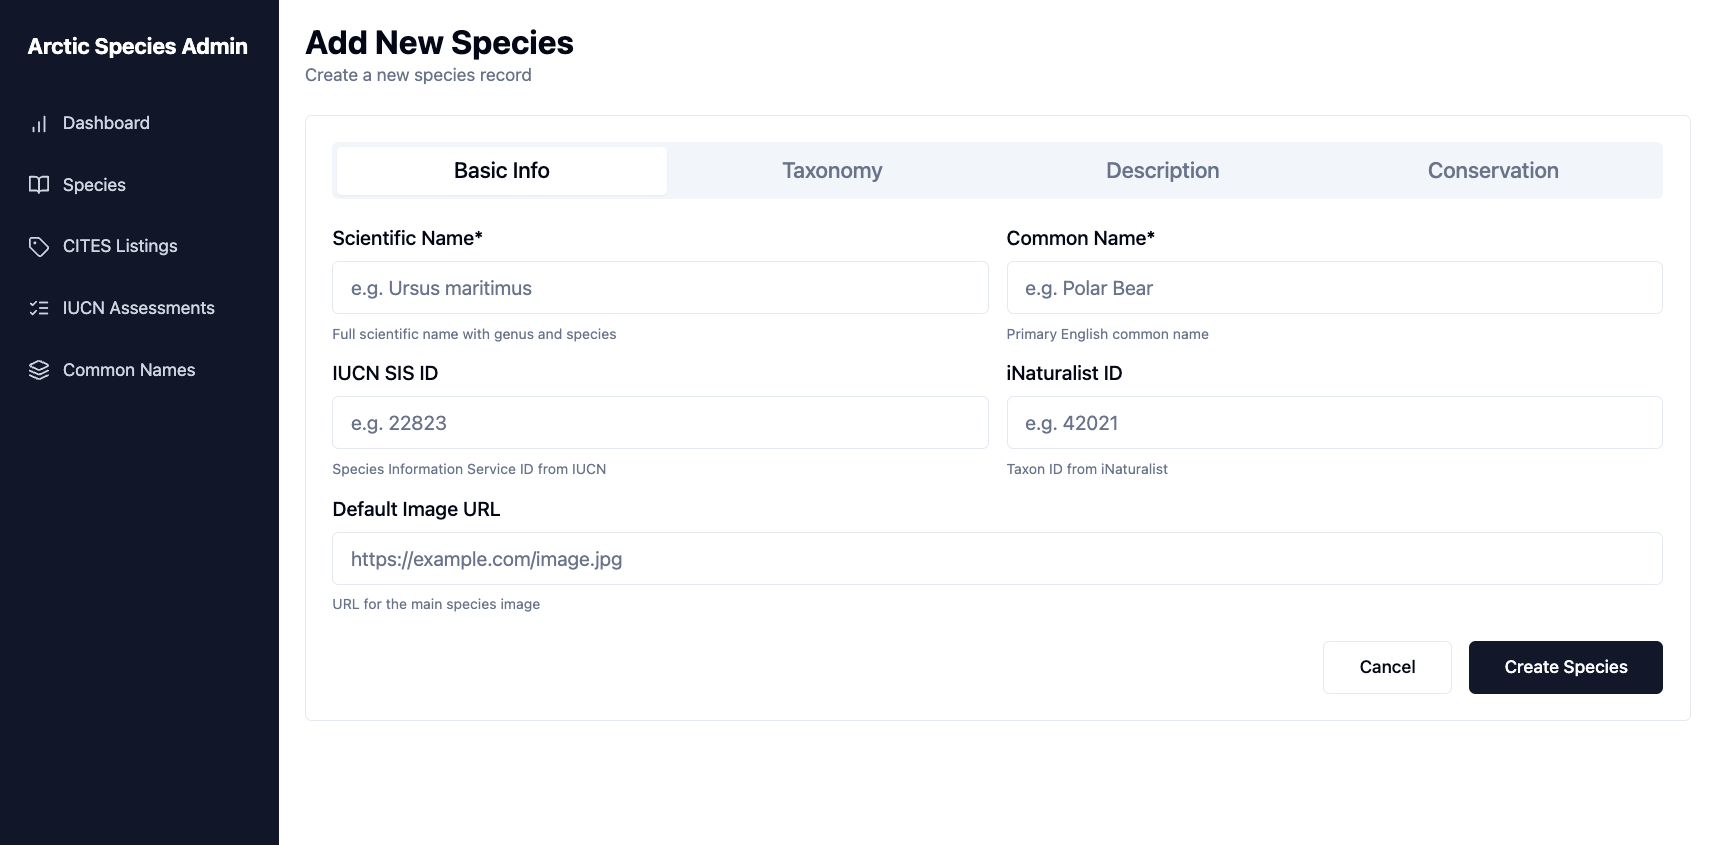 Arctic Species Admin
Dashboard
Species
CITES Listings
IUCN Assessments
Common Names
Add New Species
Create a new species record
Basic Info
Taxonomy
Description
Conservation
Scientific Name*
e.g. Ursus maritimus
Full scientific name with genus and species
Common Name*
e.g. Polar Bear
Primary English common name
IUCN SIS ID
e.g. 22823
Species Information Service ID from IUCN
iNaturalist ID
e.g. 42021
Taxon ID from iNaturalist
Default Image URL
https://example.com/image.jpg
URL for the main species image
Cancel
Create Species